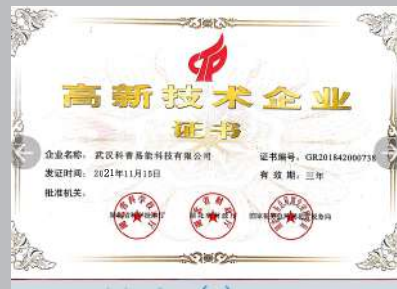 高新技术企业
证书
企业名称： 武汉科普易能科技有限公司
证书编号： GR201842000738
发证时间： 2021年11月15日
有 效 期： 三年
批准机关：